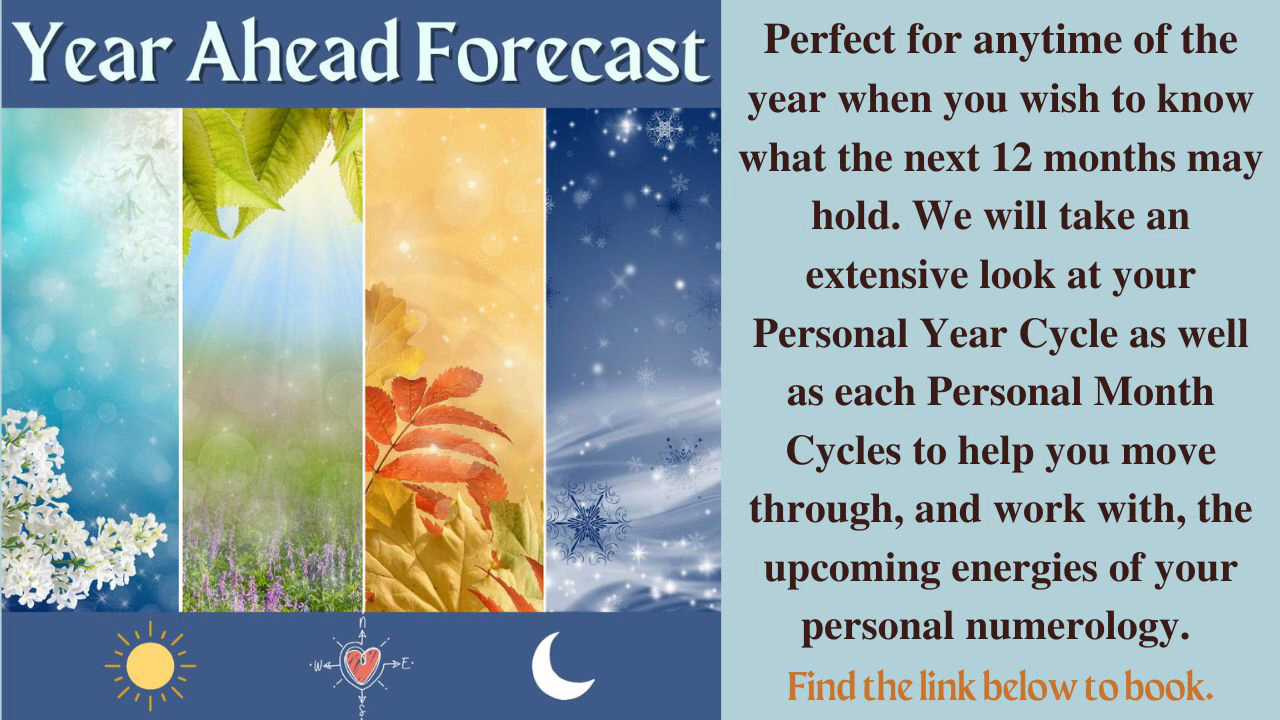 Year Ahead Forecast
Perfect for anytime of the
year when you wish to know
what the next 12 months may
hold. We will take an
extensive look at your
Personal Year Cycle as well
as each Personal Month
Cycles to help you move
through, and work with, the
upcoming energies of your
personal numerology.
Find the link below to book.
n
W E
s